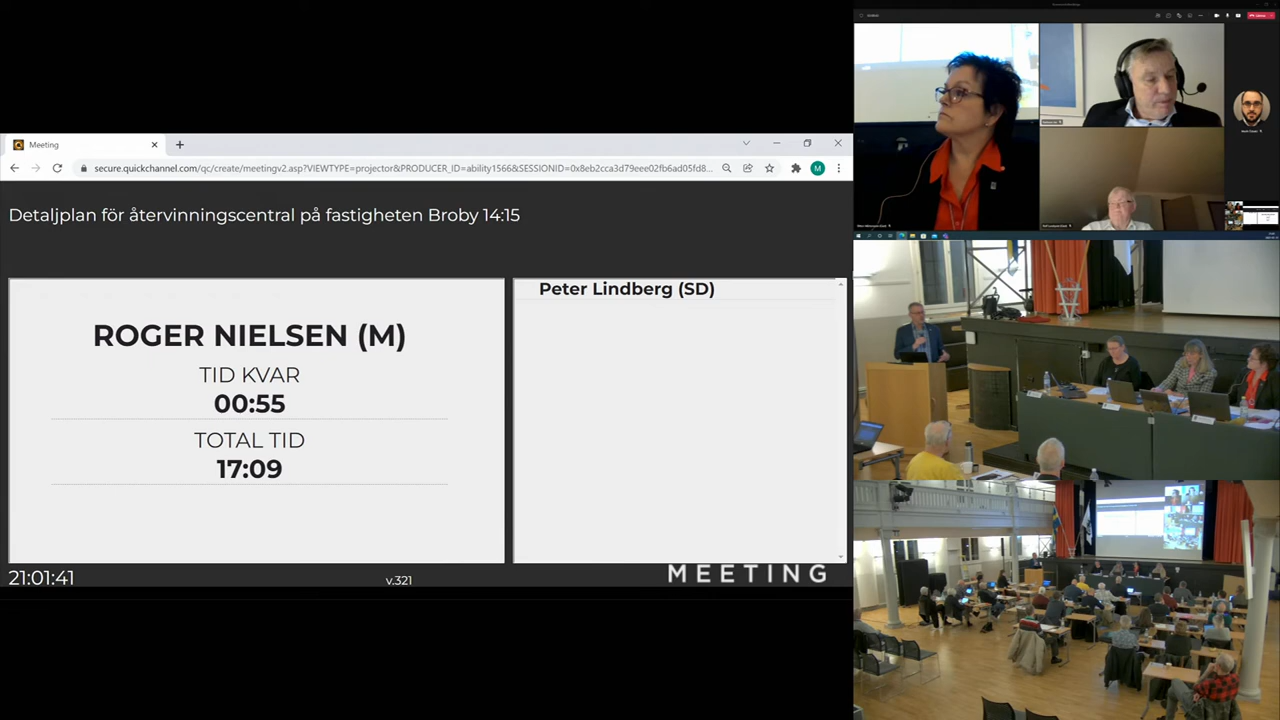 Meeting
secure.quickchannel.com/qc/create/meetingv2.asp?VIEWTYPE=projector&PRODUCER_ID=ability1566&SESSIONID=0x8eb2cca3d79eee02fb6ad05fd8...
M
Detaljplan för återvinningscentral på fastigheten Broby 14:15
ROGER NIELSEN (M)
TID KVAR
00:55
TOTAL TID
17:09
Peter Lindberg (SD)
21:01:41
v.321
MEETING